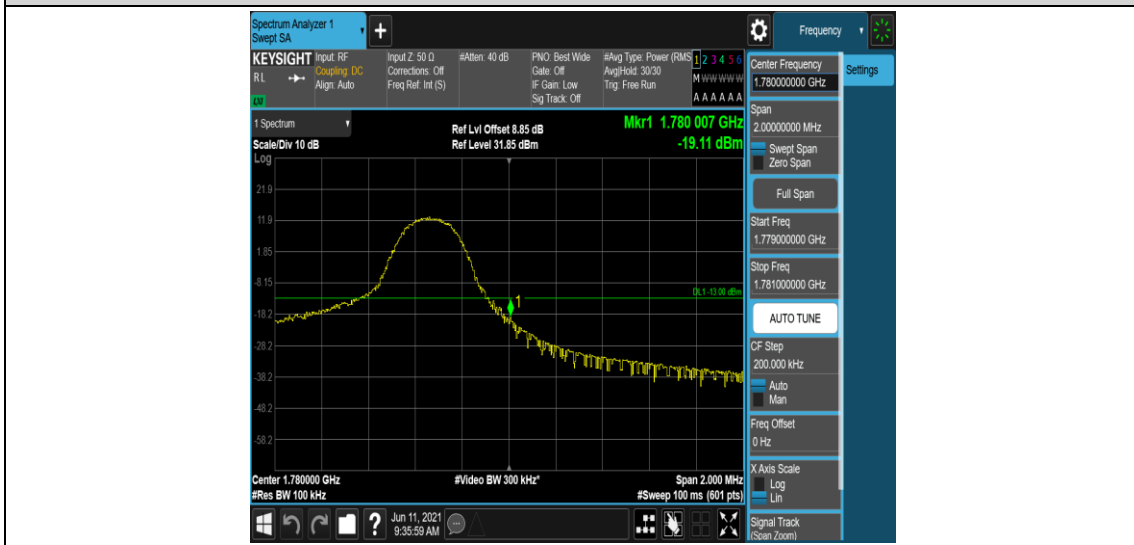 Spectrum Analyzer 1
Swept SA
+
Frequency
KEYSIGHT
RL
Input: RF
Coupling: DC
Align: Auto
Input Z: 50 Ω
Corrections: Off
Freq Ref: Int (S)
#Atten: 40 dB
PNO: Best Wide
Gate: Off
IF Gain: Low
Sig Track: Off
#Avg Type: Power (RMS
Avg|Hold: 30/30
Trig: Free Run
1 2 3 4 5 6
M W W W W W
A A A A A A
1 Spectrum
Scale/Div 10 dB
Log
Ref Lvl Offset 8.85 dB
Ref Level 31.85 dBm
Mkr1 1.780 007 GHz
-19.11 dBm
21.9
11.9
1.85
-8.15
-18.2
-28.2
-38.2
-48.2
-58.2
DL1 -13.00 dBm
1
Center 1.780000 GHz
#Res BW 100 kHz
#Video BW 300 kHz*
Span 2.000 MHz
#Sweep 100 ms (601 pts)
?
Jun 11, 2021
9:35:59 AM
Center Frequency
1.780000000 GHz
Settings
Span
2.00000000 MHz
Swept Span
Zero Span
Full Span
Start Freq
1.779000000 GHz
Stop Freq
1.781000000 GHz
AUTO TUNE
CF Step
200.000 kHz
Auto
Man
Freq Offset
0 Hz
X Axis Scale
Log
Lin
Signal Track
(Span Zoom)